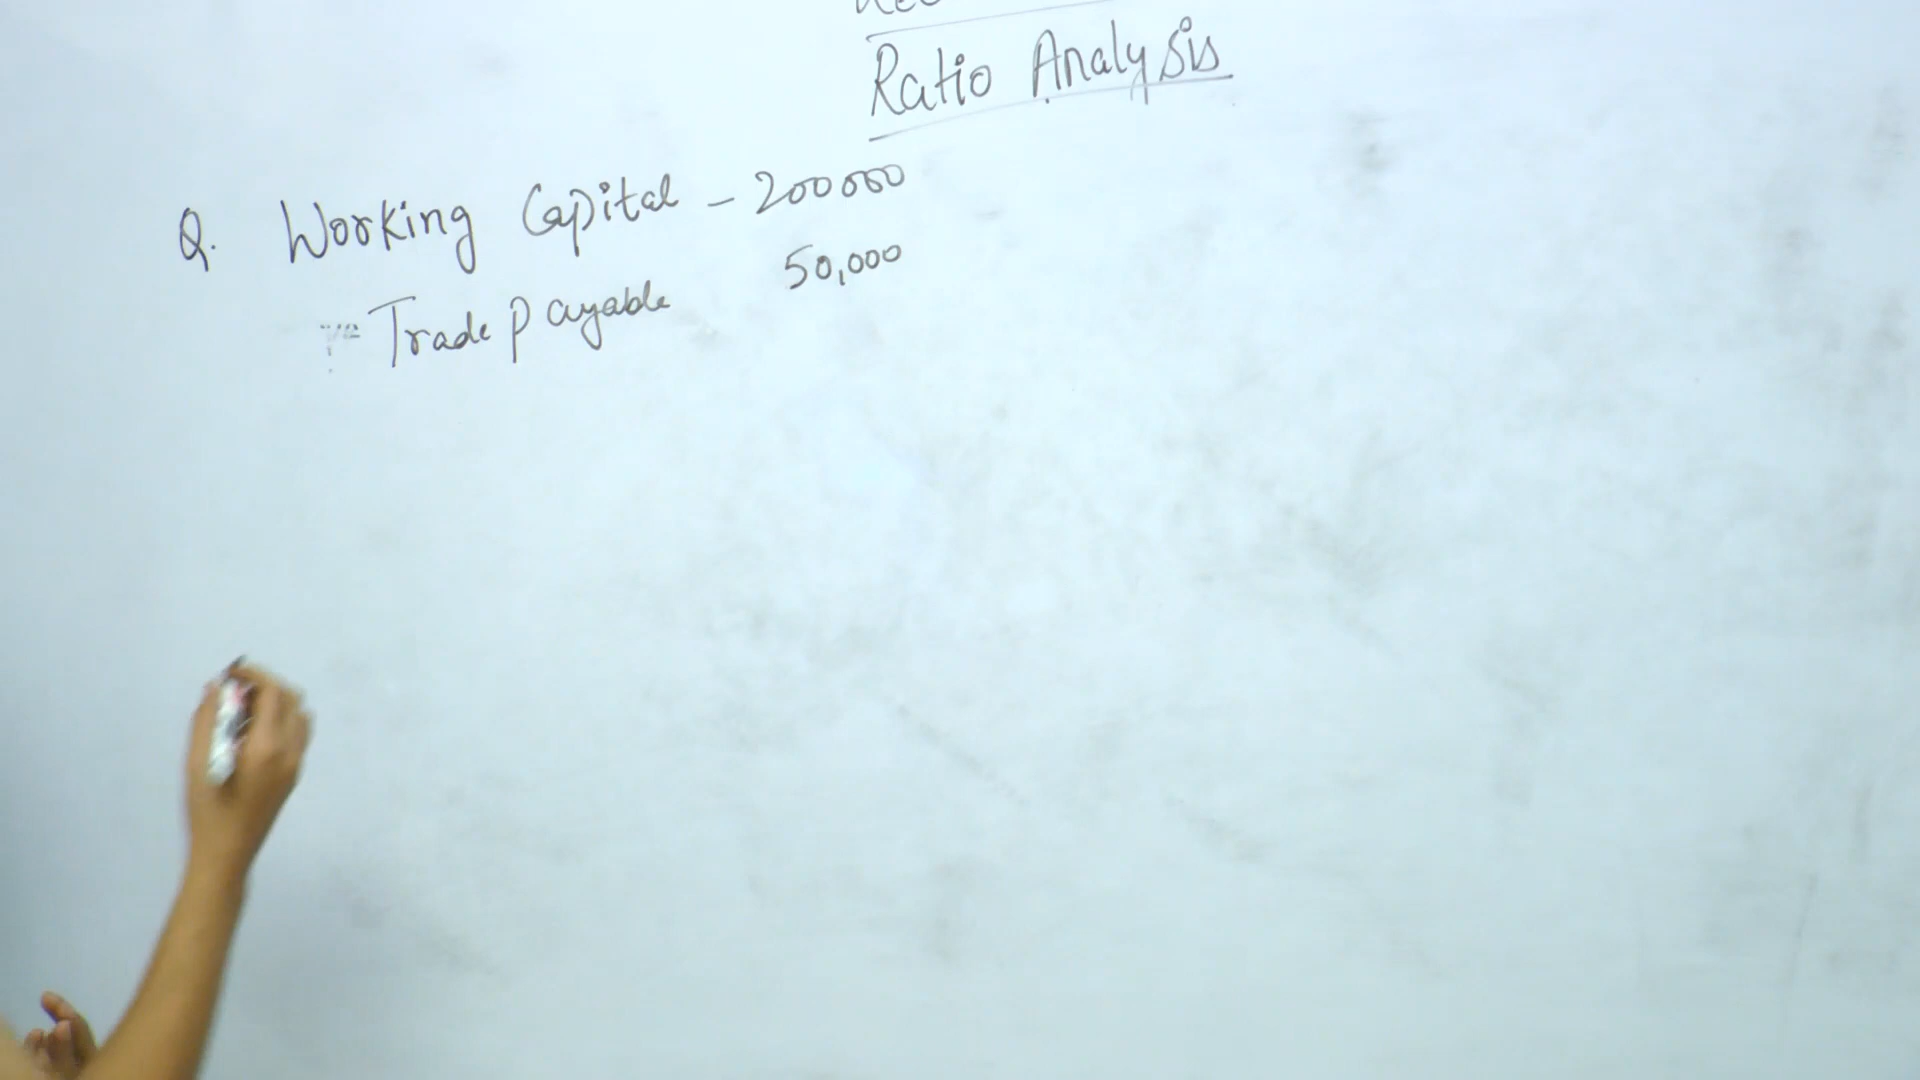 Ratio Analysis
Q. Working Capital - 200000
Trade Payable 50,000